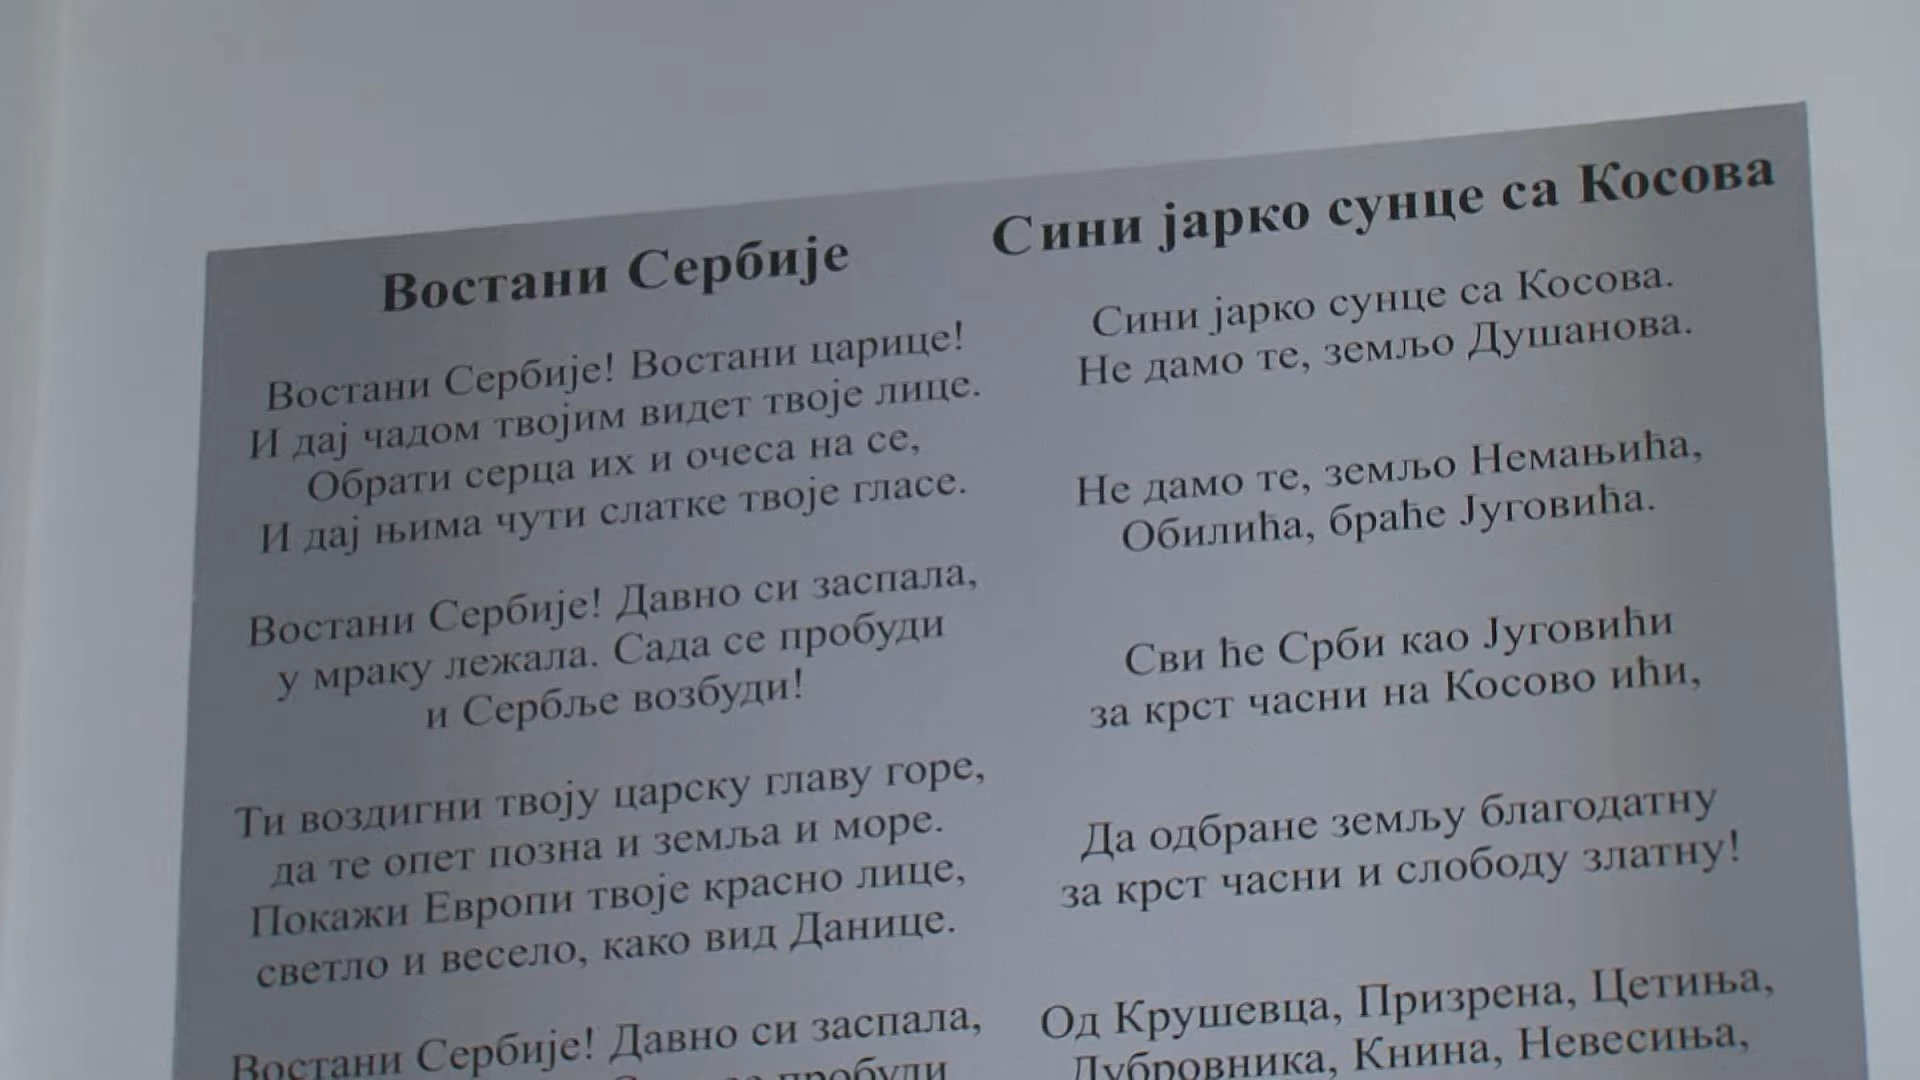 Востани Сербије
Востани Сербије! Востани царице!
И дај чадом твојим видет твоје лице.
Обрати серца их и очеса на се,
И дај њима чути слатке твоје гласе.
Востани Сербије! Давно си заспала,
у мраку лежала. Сада се пробуди
и Сербље возбуди!
Ти воздигни твоју царску главу горе,
да те опет позна и земља и море.
Покажи Европи твоје красно лице,
светло и весело, како вид Данице.
Востани Сербије! Давно си заспала,
пробуди
Сини јарко сунце са Косова
Сини јарко сунце са Косова.
Не дамо те, земљо Душанова.
Не дамо те, земљо Немањића,
Обилића, браће Југовића.
Сви ће Срби као Југовићи
за крст часни на Косово ићи,
Да одбране земљу благодатну
за крст часни и слободу златну!
Од Крушевца, Призрена, Цетиња,
Дубровника, Книна, Невесиња,